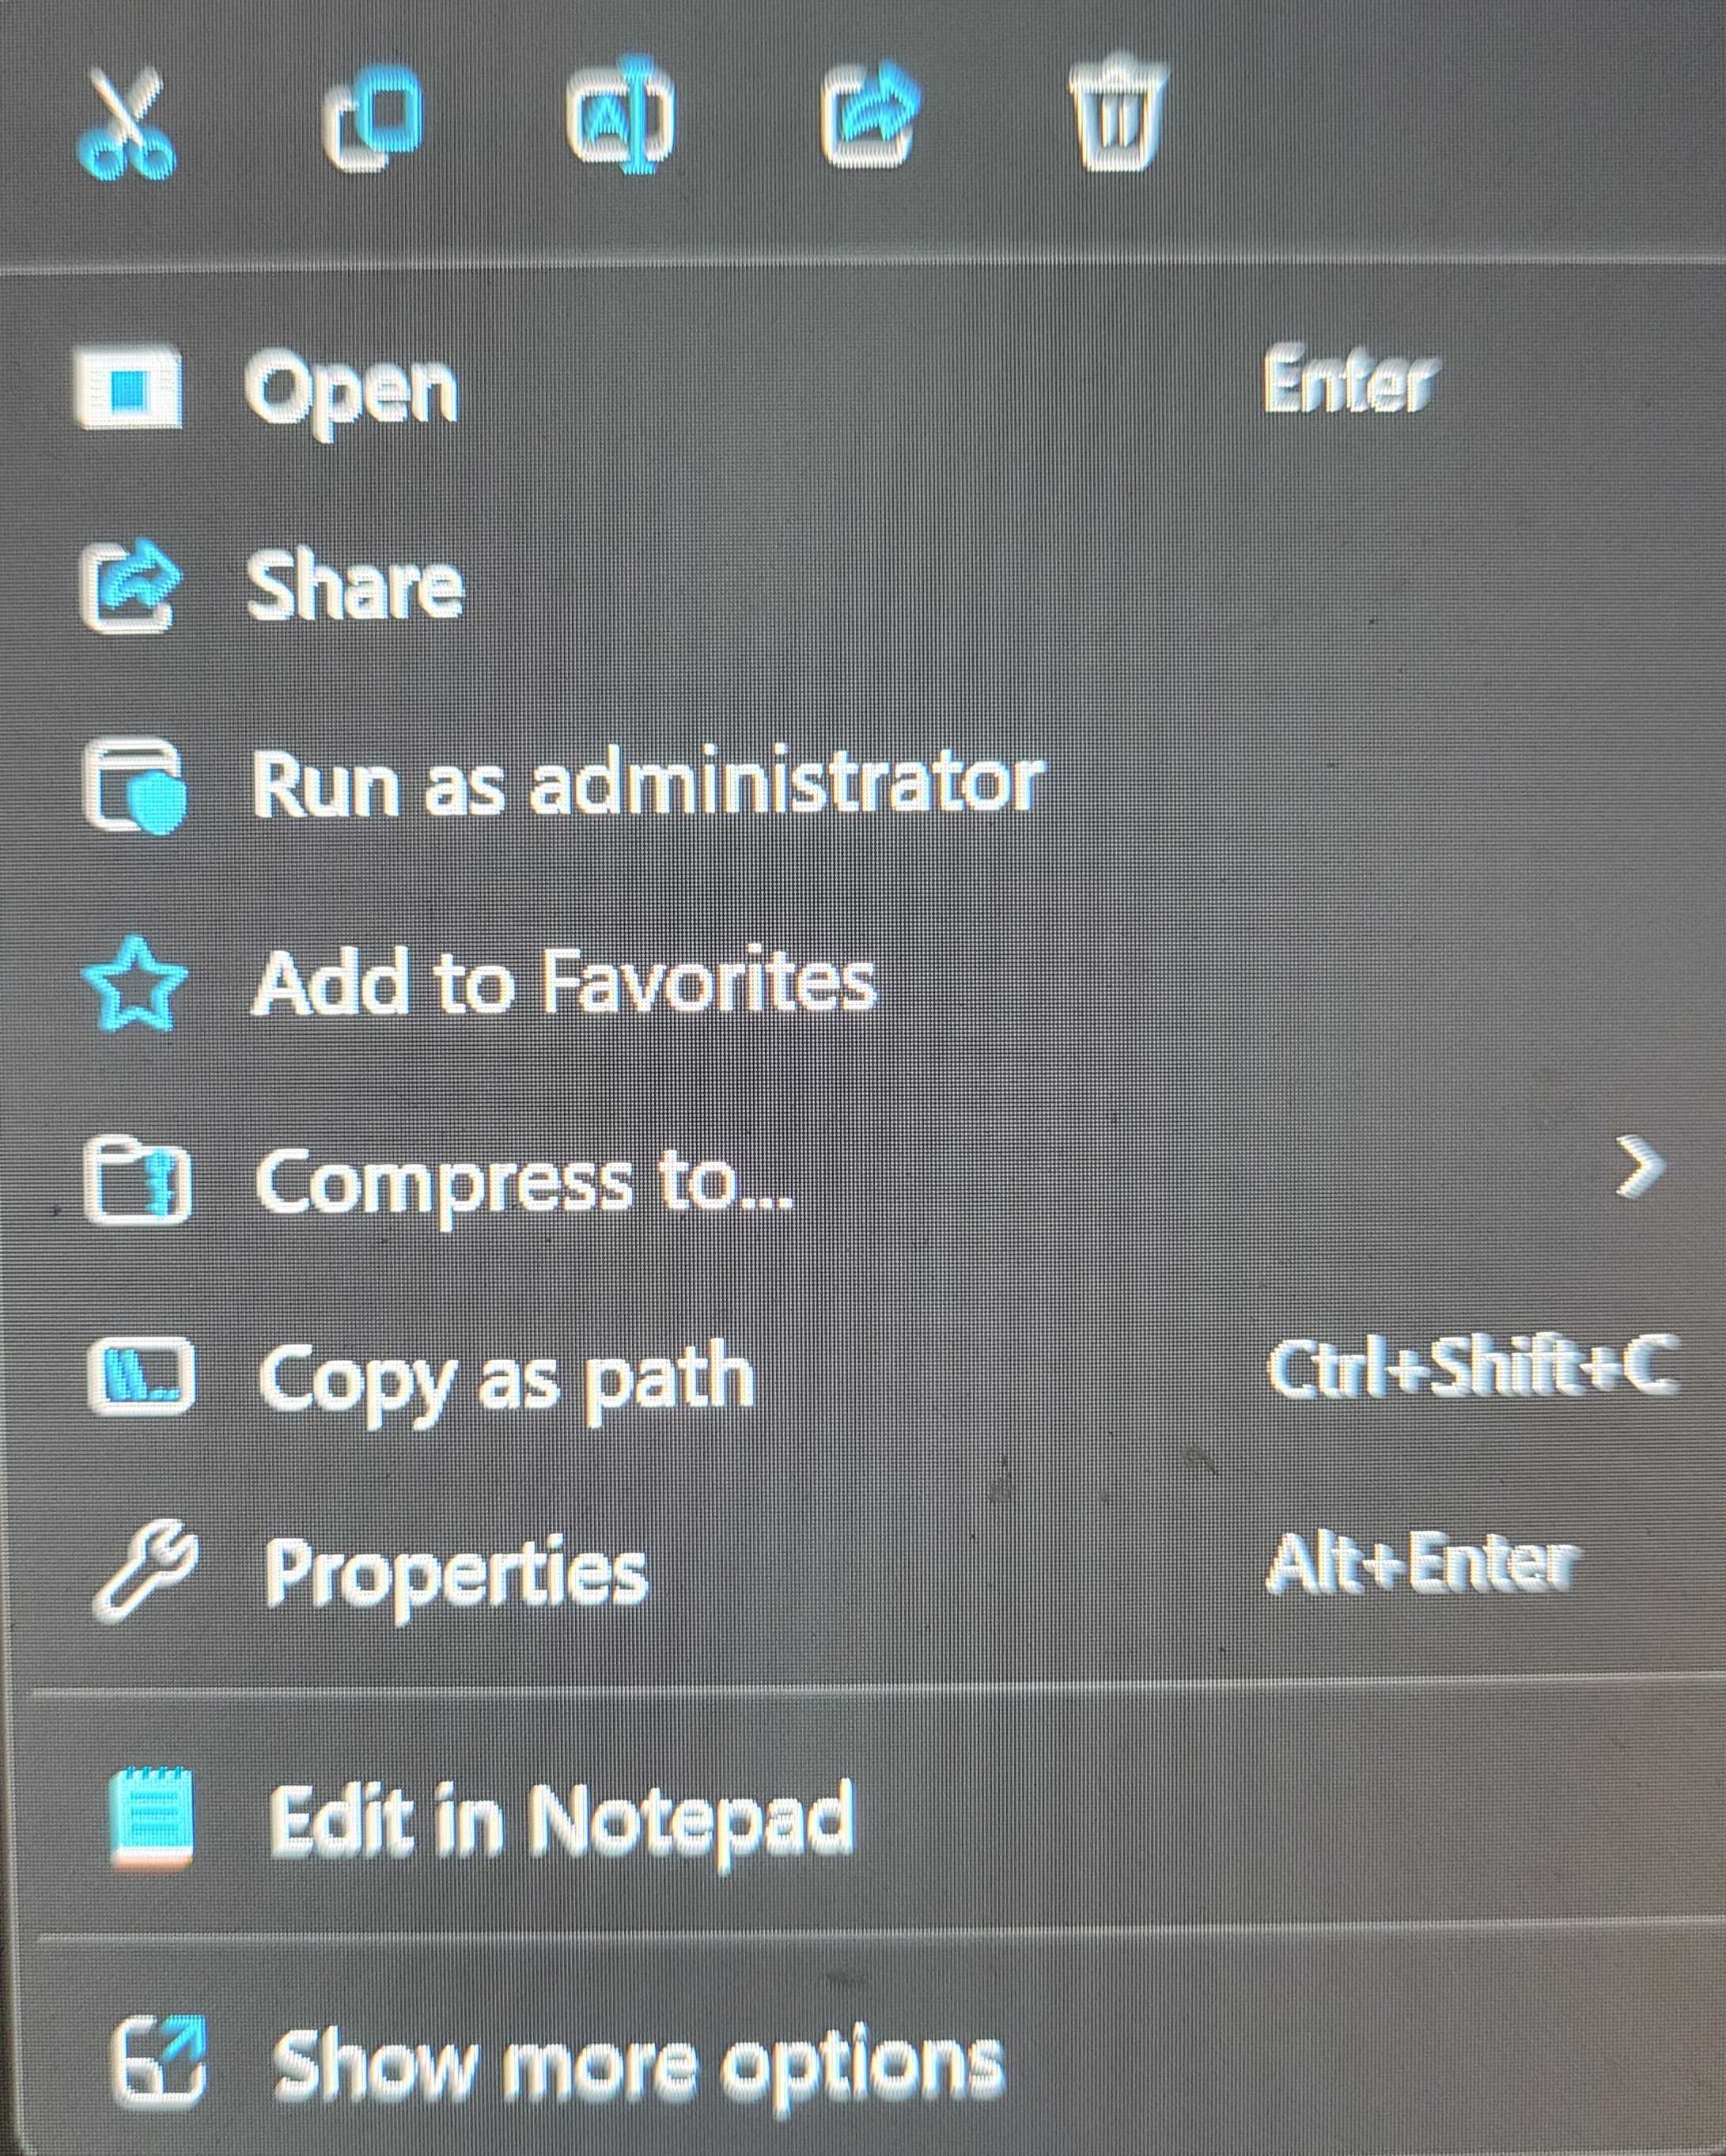 Open Enter
Share
Run as administrator
Add to Favorites
Compress to...
Copy as path Ctrl+Shift+C
Properties Alt+Enter
Edit in Notepad
Show more options